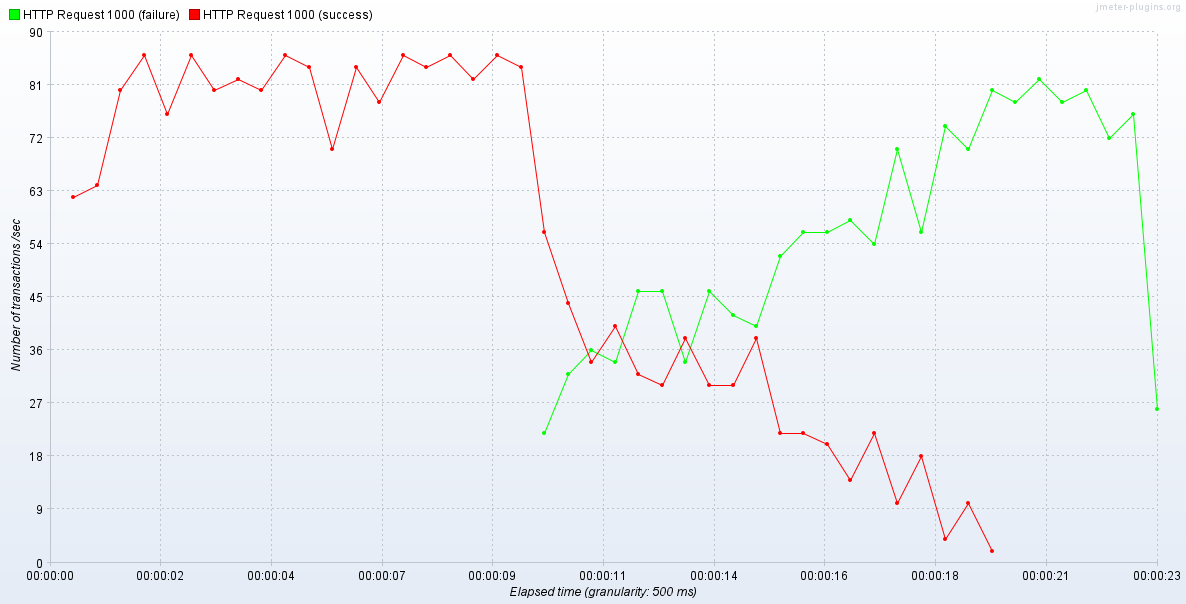 jmeter-plugins.org
HTTP Request 1000 (failure) HTTP Request 1000 (success)
90
81
72
63
54
45
36
27
18
9
0
Number of transactions /sec
00:00:00 00:00:02 00:00:04 00:00:07 00:00:09 00:00:11 00:00:14 00:00:16 00:00:18 00:00:21 00:00:23
Elapsed time (granularity: 500 ms)